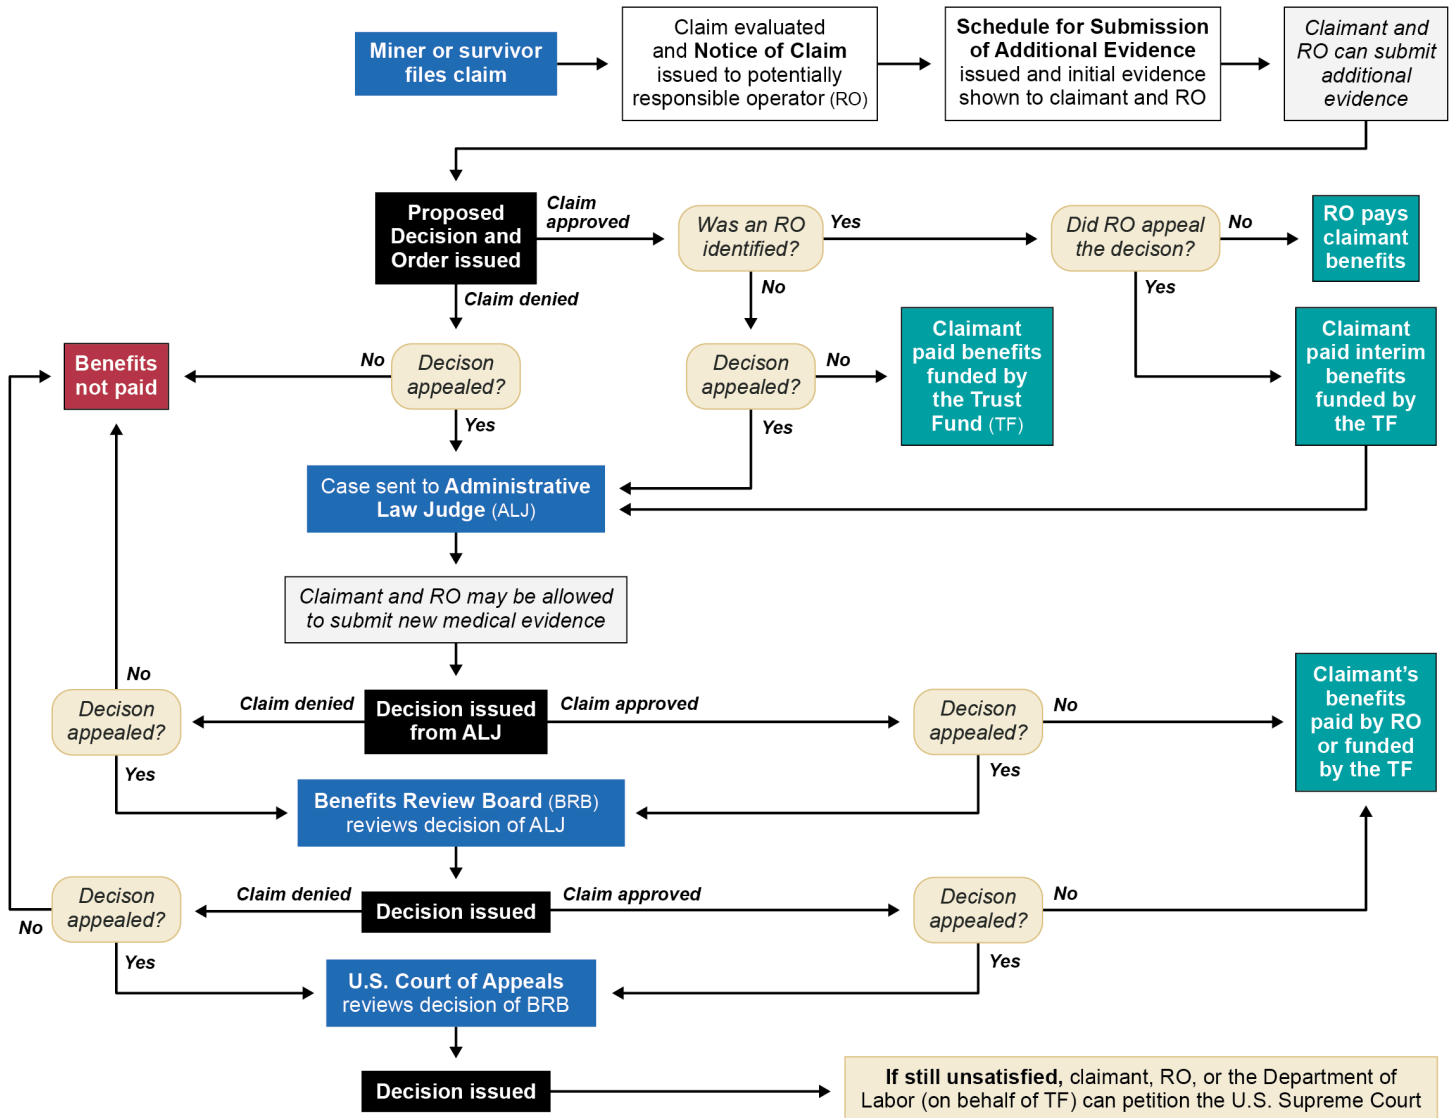 Miner or survivor
files claim
Claim evaluated
and Notice of Claim
issued to potentially
responsible operator (RO)
Schedule for Submission
of Additional Evidence
issued and initial evidence
shown to claimant and RO
Claimant and
RO can submit
additional
evidence
Proposed
Decision and
Order issued
Claim
approved
Was an RO
identified?
Yes
Did RO appeal
the decison?
No
RO pays
claimant
benefits
Claim denied
No
Yes
Benefits
not paid
No
Decison
appealed?
Decison
appealed?
No
Claimant
paid benefits
funded by
the Trust
Fund (TF)
Claimant
paid interim
benefits
funded by
the TF
Yes
Yes
Case sent to Administrative
Law Judge (ALJ)
Claimant and RO may be allowed
to submit new medical evidence
No
Decison
appealed?
Claim denied
Decision issued
from ALJ
Claim approved
Decison
appealed?
No
Claimant's
benefits
paid by RO
or funded
by the TF
Yes
Yes
Benefits Review Board (BRB)
reviews decision of ALJ
Decison
appealed?
No
Claim denied
Decision issued
Claim approved
Decison
appealed?
No
Yes
Yes
U.S. Court of Appeals
reviews decision of BRB
Decision issued
If still unsatisfied, claimant, RO, or the Department of
Labor (on behalf of TF) can petition the U.S. Supreme Court